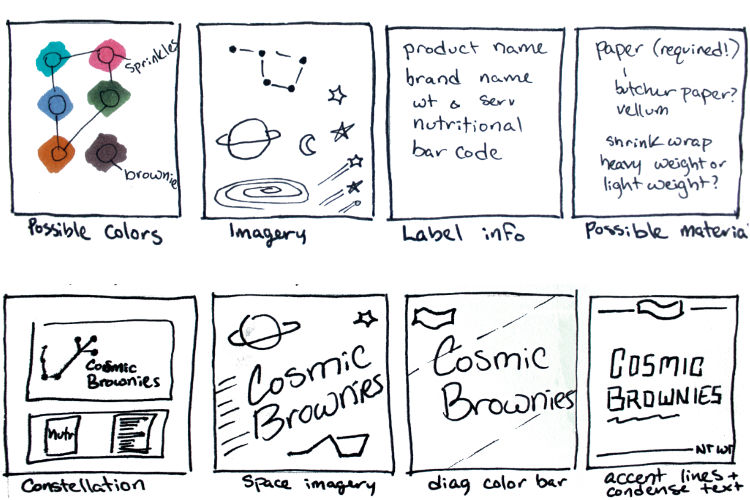 sprinkles
brownie
Possible Colors
Imagery
product name
brand name
wt & serv
nutritional
bar code
Label info
paper (required!)
butcher paper?
vellum
shrink wrap
heavy weight or
light weight?
Possible materia
Cosmic
Brownies
Nutr
Constellation
Cosmic
Brownies
Space imagery
Cosmic
Brownies
diag color bar
COSMIC
BROWNIES
NT WT
accent lines +
condense text